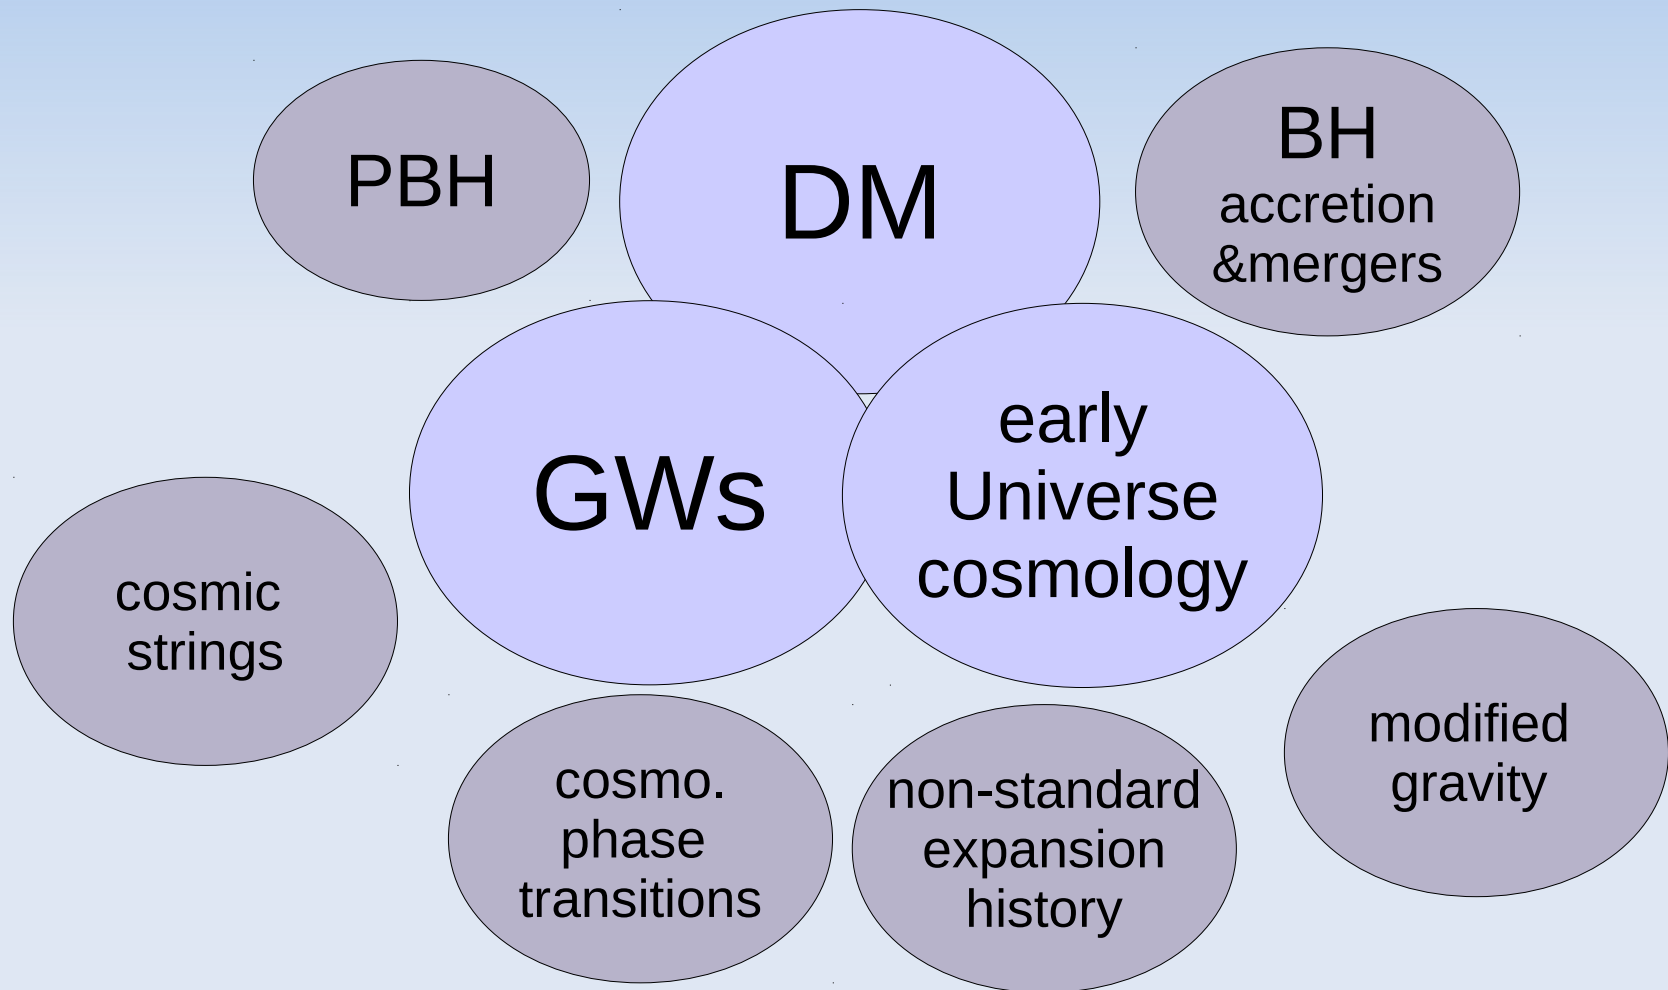 PBH
DM
BH
accretion
&mergers
GWs
early
Universe
cosmology
cosmic
strings
cosmo.
phase
transitions
non-standard
expansion
history
modified
gravity